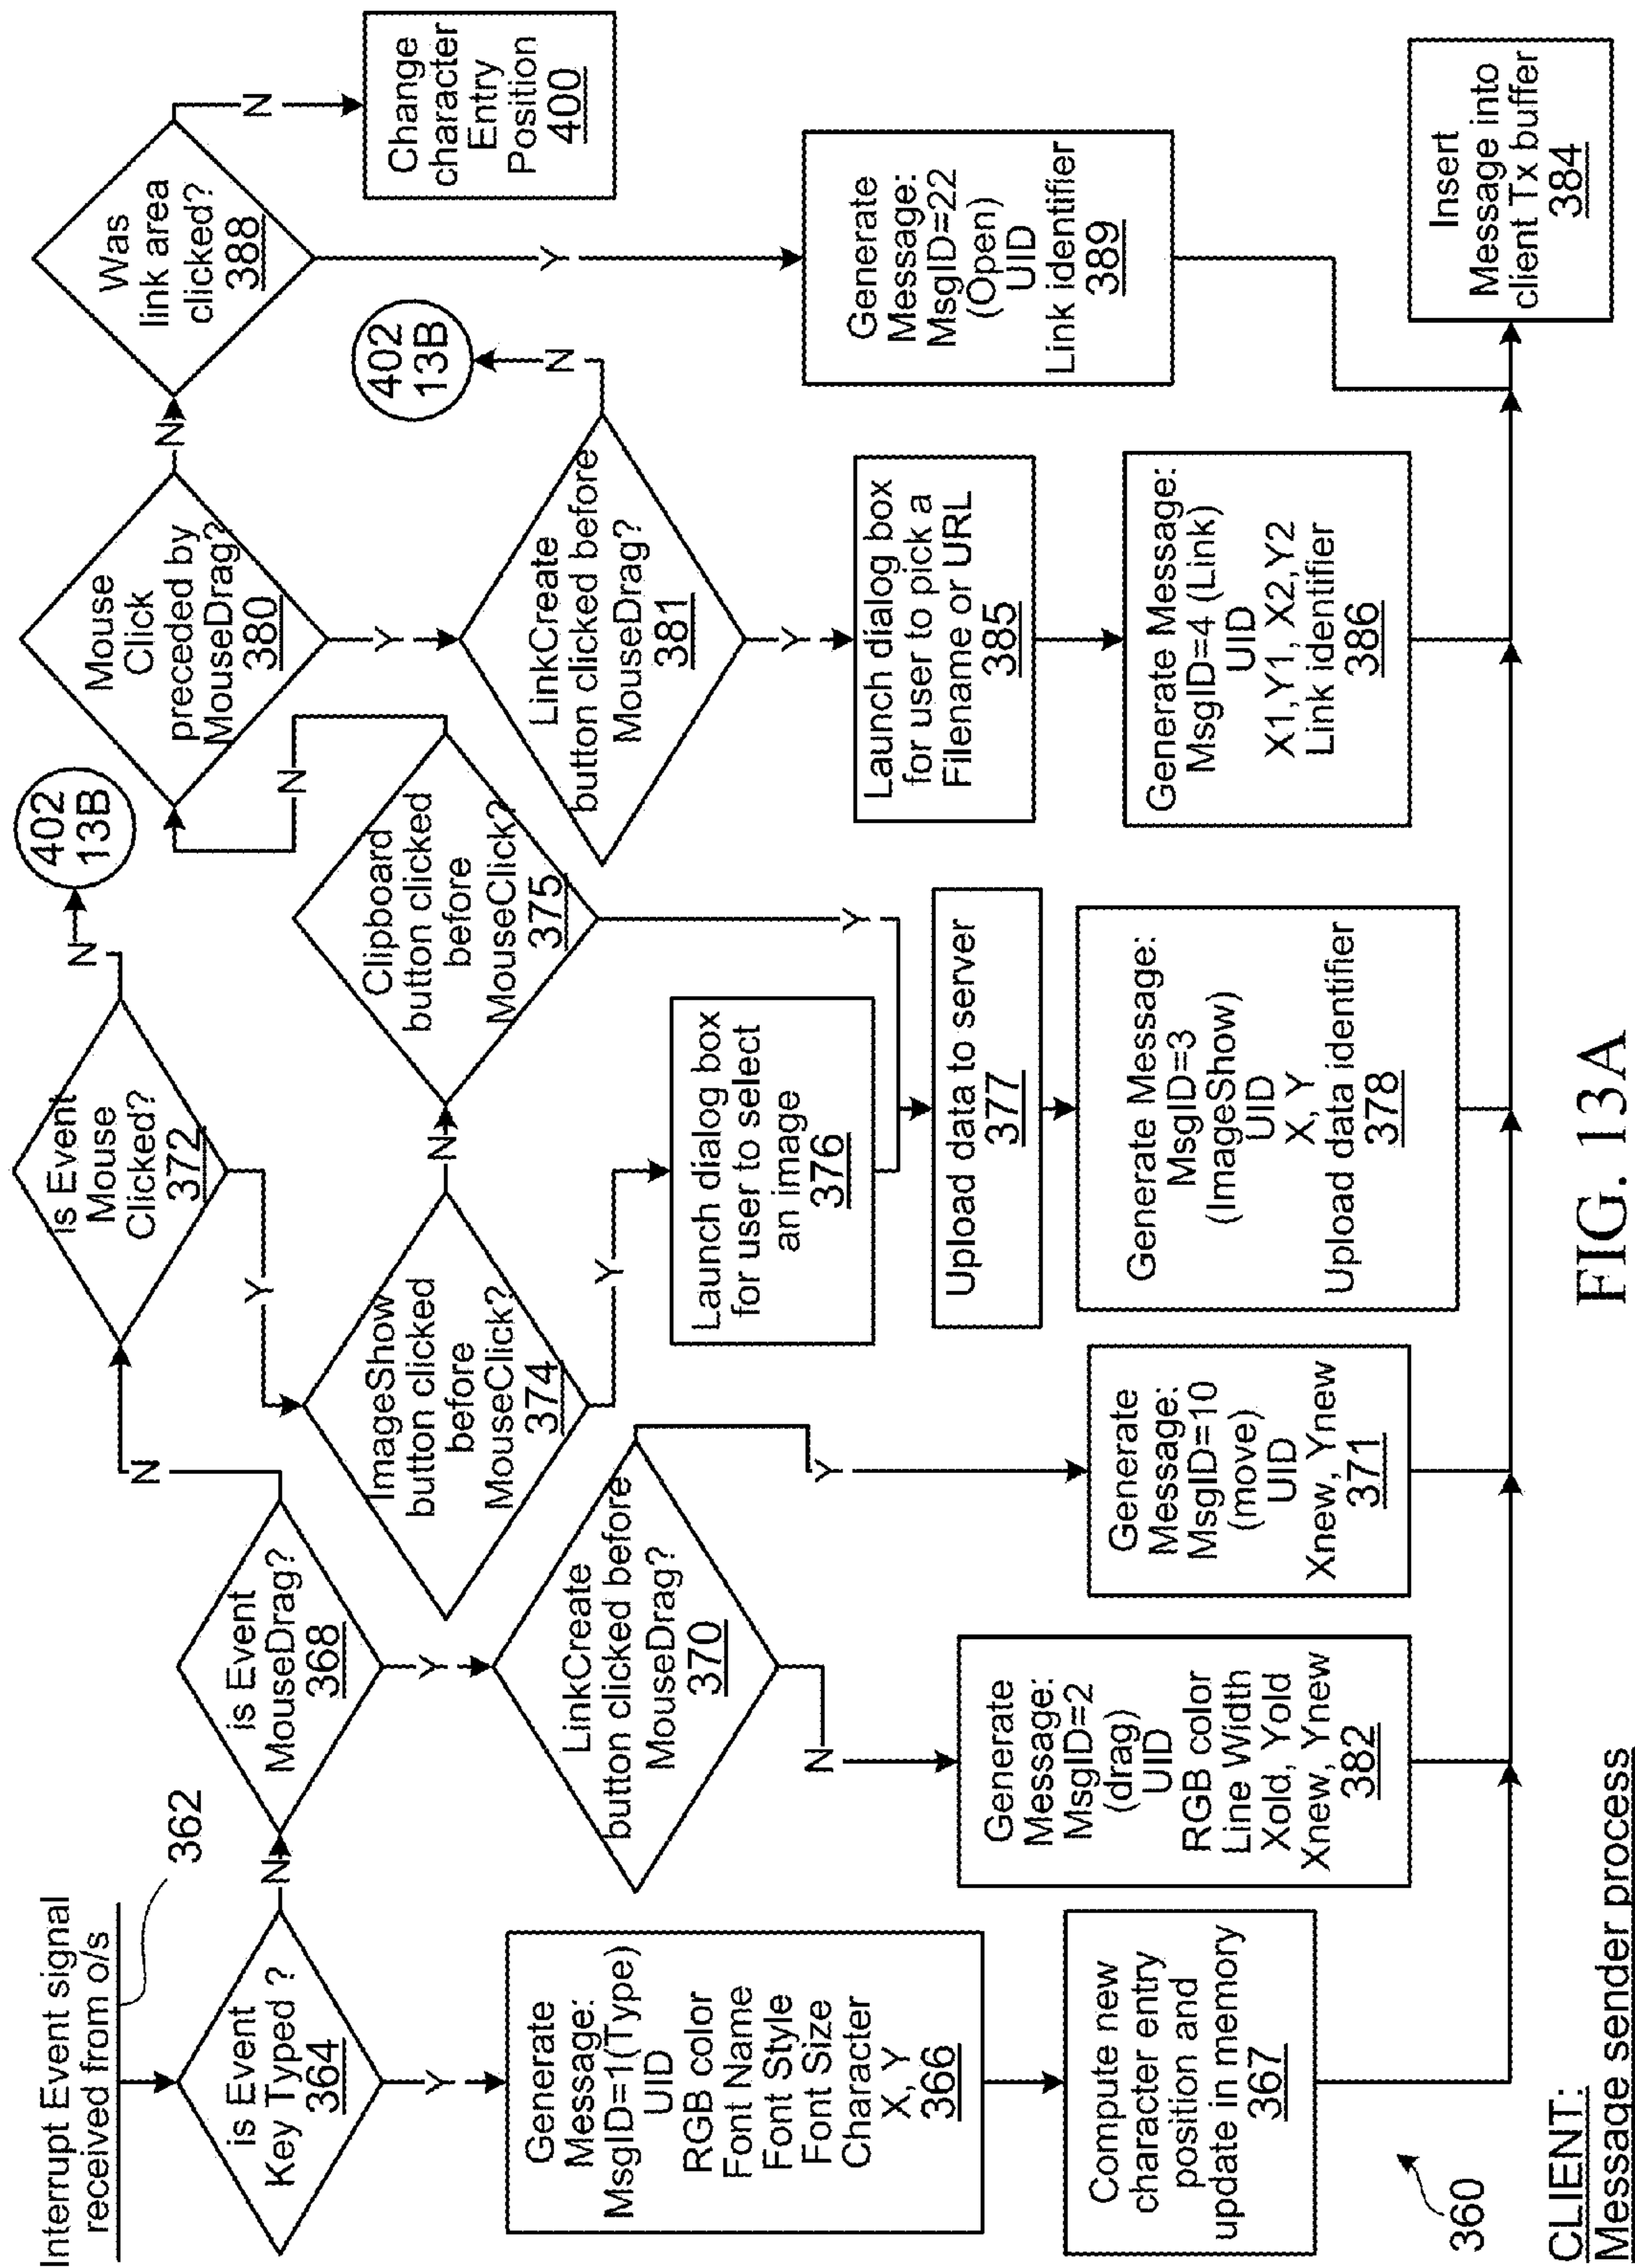 Interrupt Event signal
received from o/s
362
is Event
Key Typed ?
364
N
Y
Generate
Message:
MsgID=1(Type)
UID
RGB color
Font Name
Font Style
Font Size
Character
X, Y
366
Compute new
character entry
position and
update in memory
367
is Event
MouseDrag?
368
N
Y
LinkCreate
button clicked before
MouseDrag?
370
N
Y
Generate
Message:
MsgID=2
(drag)
UID
RGB color
Line Width
Xold, Yold
Xnew, Ynew
382
Generate
Message:
MsgID=10
(move)
UID
Xnew, Ynew
371
is Event
Mouse
Clicked?
372
N
402
13B
Y
ImageShow
button clicked
before
MouseClick?
374
N
Y
Launch dialog box
for user to select
an image
376
Clipboard
button clicked
before
MouseClick?
375
N
Y
Upload data to server
377
Generate Message:
MsgID=3
(ImageShow)
UID
X, Y
Upload data identifier
378
Mouse
Click
preceded by
MouseDrag?
380
N
Y
LinkCreate
button clicked before
MouseDrag?
381
N
402
13B
Y
Launch dialog box
for user to pick a
Filename or URL
385
Generate Message:
MsgID=4 (Link)
UID
X1,Y1, X2,Y2
Link identifier
386
Was
link area
clicked?
388
N
Change
character
Entry
Position
400
Y
Generate
Message:
MsgID=22
(Open)
UID
Link identifier
389
Insert
Message into
client Tx buffer
384
360
CLIENT:
Message sender process
FIG. 13A